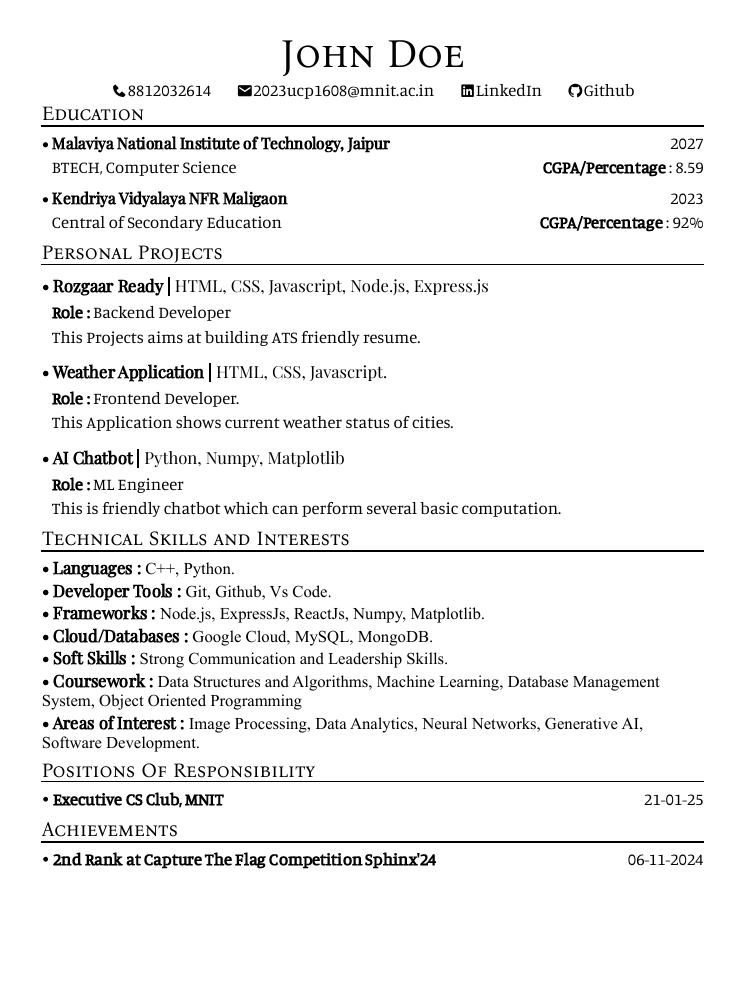 John Doe
8812032614 2023ucp1608@mnit.ac.in LinkedIn Github
Education
• Malaviya National Institute of Technology, Jaipur 2027
BTECH, Computer Science CGPA/Percentage : 8.59
• Kendriya Vidyalaya NFR Maligaon 2023
Central of Secondary Education CGPA/Percentage : 92%
Personal Projects
• Rozgaar Ready | HTML, CSS, Javascript, Node.js, Express.js
Role : Backend Developer
This Projects aims at building ATS friendly resume.
• Weather Application | HTML, CSS, Javascript.
Role : Frontend Developer.
This Application shows current weather status of cities.
• AI Chatbot | Python, Numpy, Matplotlib
Role : ML Engineer
This is friendly chatbot which can perform several basic computation.
Technical Skills and Interests
• Languages : C++, Python.
• Developer Tools : Git, Github, Vs Code.
• Frameworks : Node.js, ExpressJs, ReactJs, Numpy, Matplotlib.
• Cloud/Databases : Google Cloud, MySQL, MongoDB.
• Soft Skills : Strong Communication and Leadership Skills.
• Coursework : Data Structures and Algorithms, Machine Learning, Database Management
System, Object Oriented Programming
• Areas of Interest : Image Processing, Data Analytics, Neural Networks, Generative AI,
Software Development.
Positions Of Responsibility
• Executive CS Club, MNIT 21-01-25
Achievements
• 2nd Rank at Capture The Flag Competition Sphinx'24 06-11-2024